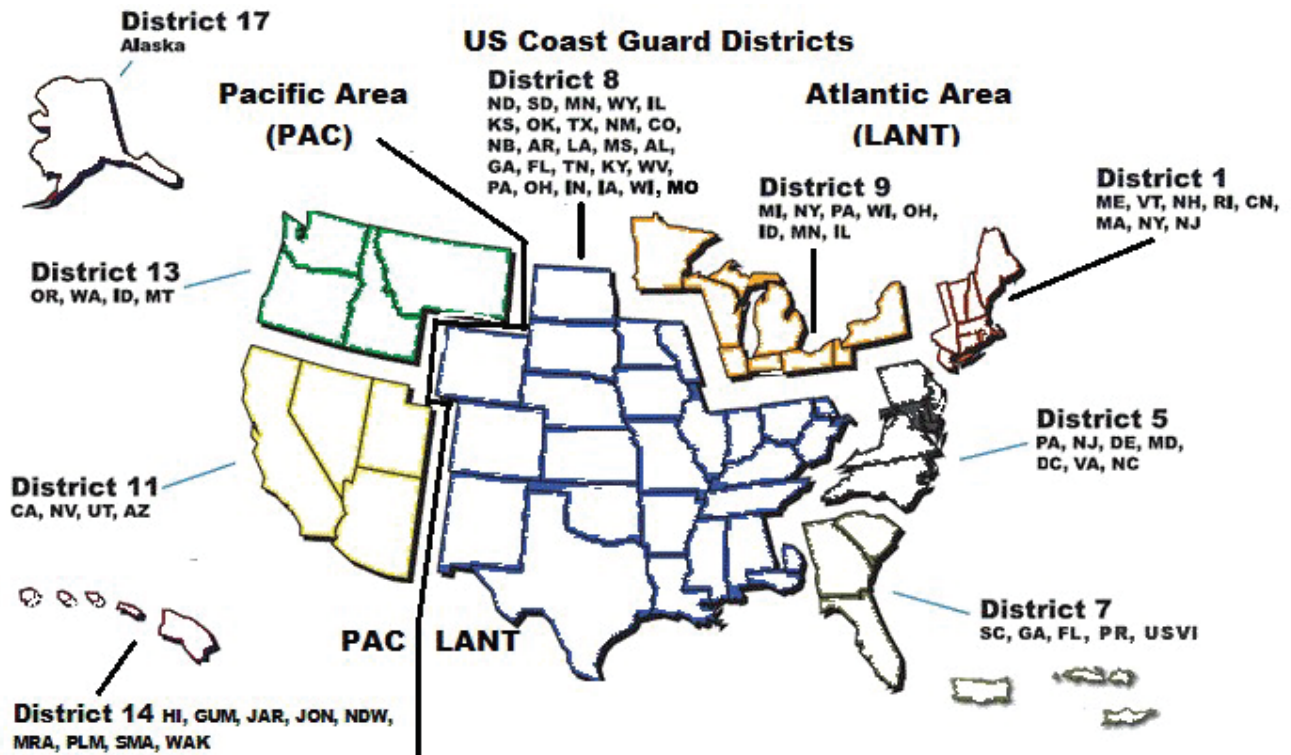 US Coast Guard Districts
District 17
Alaska
Pacific Area
(PAC)
District 8
ND, SD, MN, WY, IL
KS, OK, TX, NM, CO,
NB, AR, LA, MS, AL,
GA, FL, TN, KY, WV,
PA, OH, IN, IA, WI, MO
Atlantic Area
(LANT)
District 9
MI, NY, PA, WI, OH,
ID, MN, IL
District 1
ME, VT, NH, RI, CN,
MA, NY, NJ
District 13
OR, WA, ID, MT
District 5
PA, NJ, DE, MD,
DC, VA, NC
District 11
CA, NV, UT, AZ
District 7
SC, GA, FL, PR, USVI
PAC LANT
District 14 HI, GUM, JAR, JON, NDW,
MRA, PLM, SMA, WAK